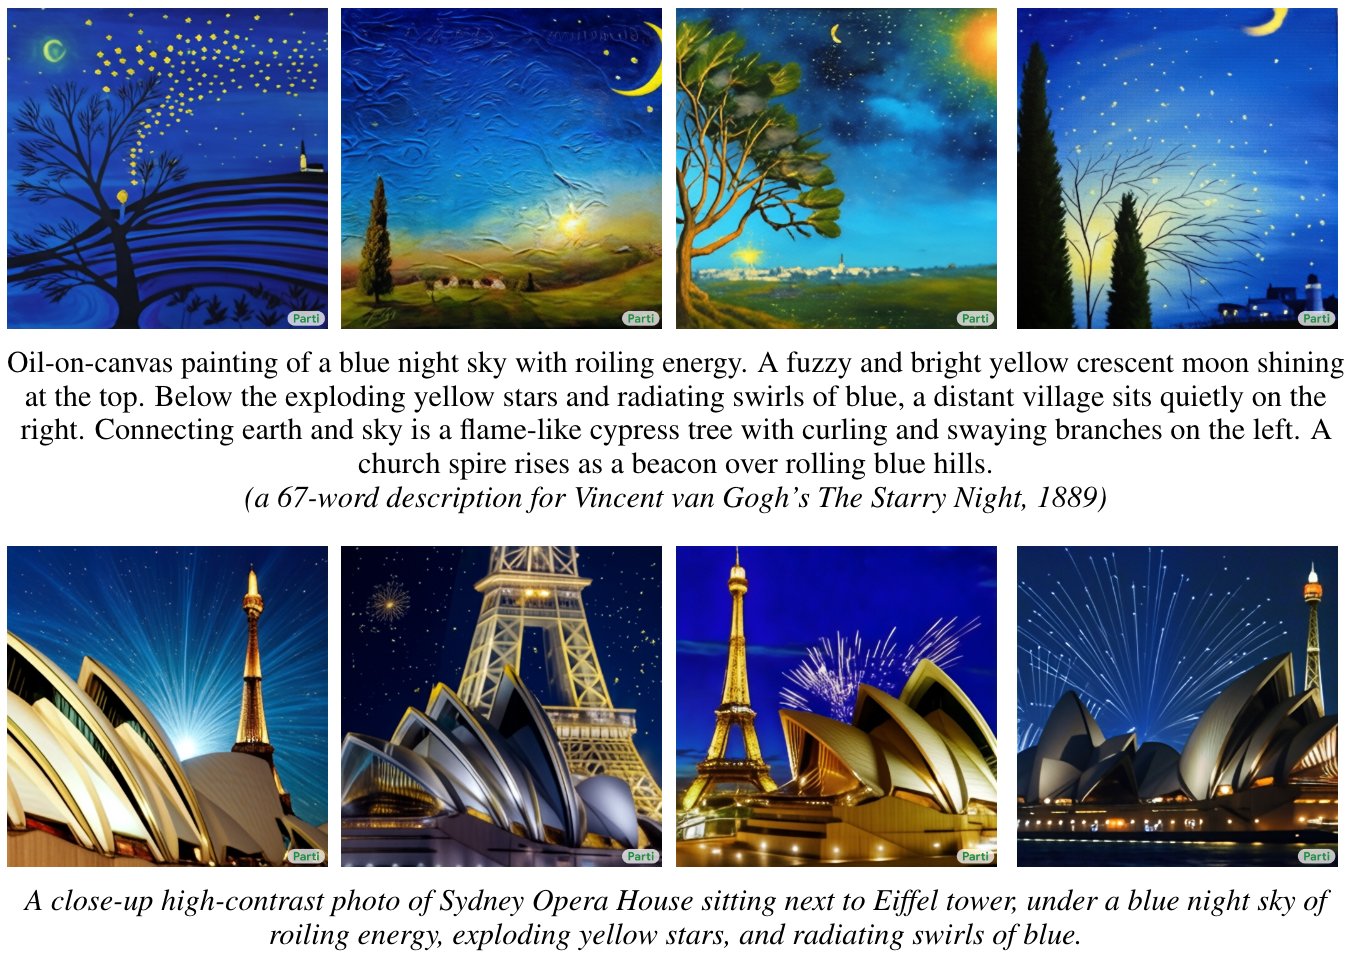 Parti Parti Parti Parti
Oil-on-canvas painting of a blue night sky with roiling energy. A fuzzy and bright yellow crescent moon shining
at the top. Below the exploding yellow stars and radiating swirls of blue, a distant village sits quietly on the
right. Connecting earth and sky is a flame-like cypress tree with curling and swaying branches on the left. A
church spire rises as a beacon over rolling blue hills.
(a 67-word description for Vincent van Gogh’s The Starry Night, 1889)
Parti Parti Parti Parti
A close-up high-contrast photo of Sydney Opera House sitting next to Eiffel tower, under a blue night sky of
roiling energy, exploding yellow stars, and radiating swirls of blue.